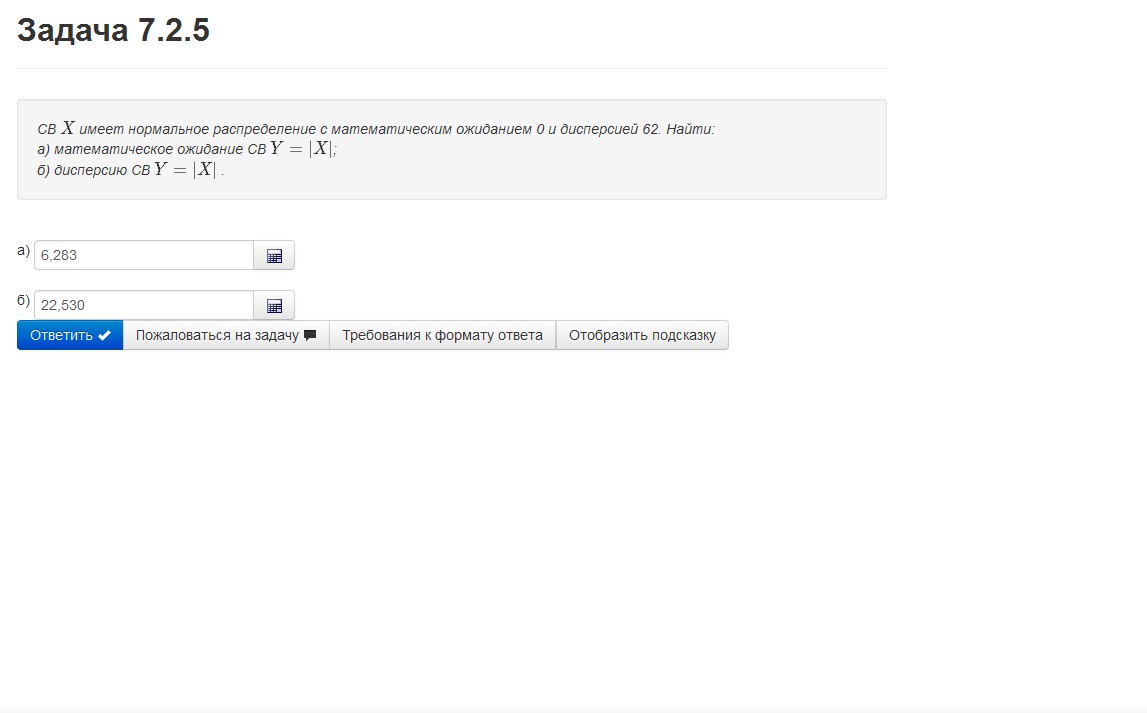 Задача 7.2.5
СВ X имеет нормальное распределение с математическим ожиданием 0 и дисперсией 62. Найти:
а) математическое ожидание СВ Y = |X|;
б) дисперсию СВ Y = |X| .
а) 6,283
б) 22,530
Ответить Пожаловаться на задачу Требования к формату ответа Отобразить подсказку